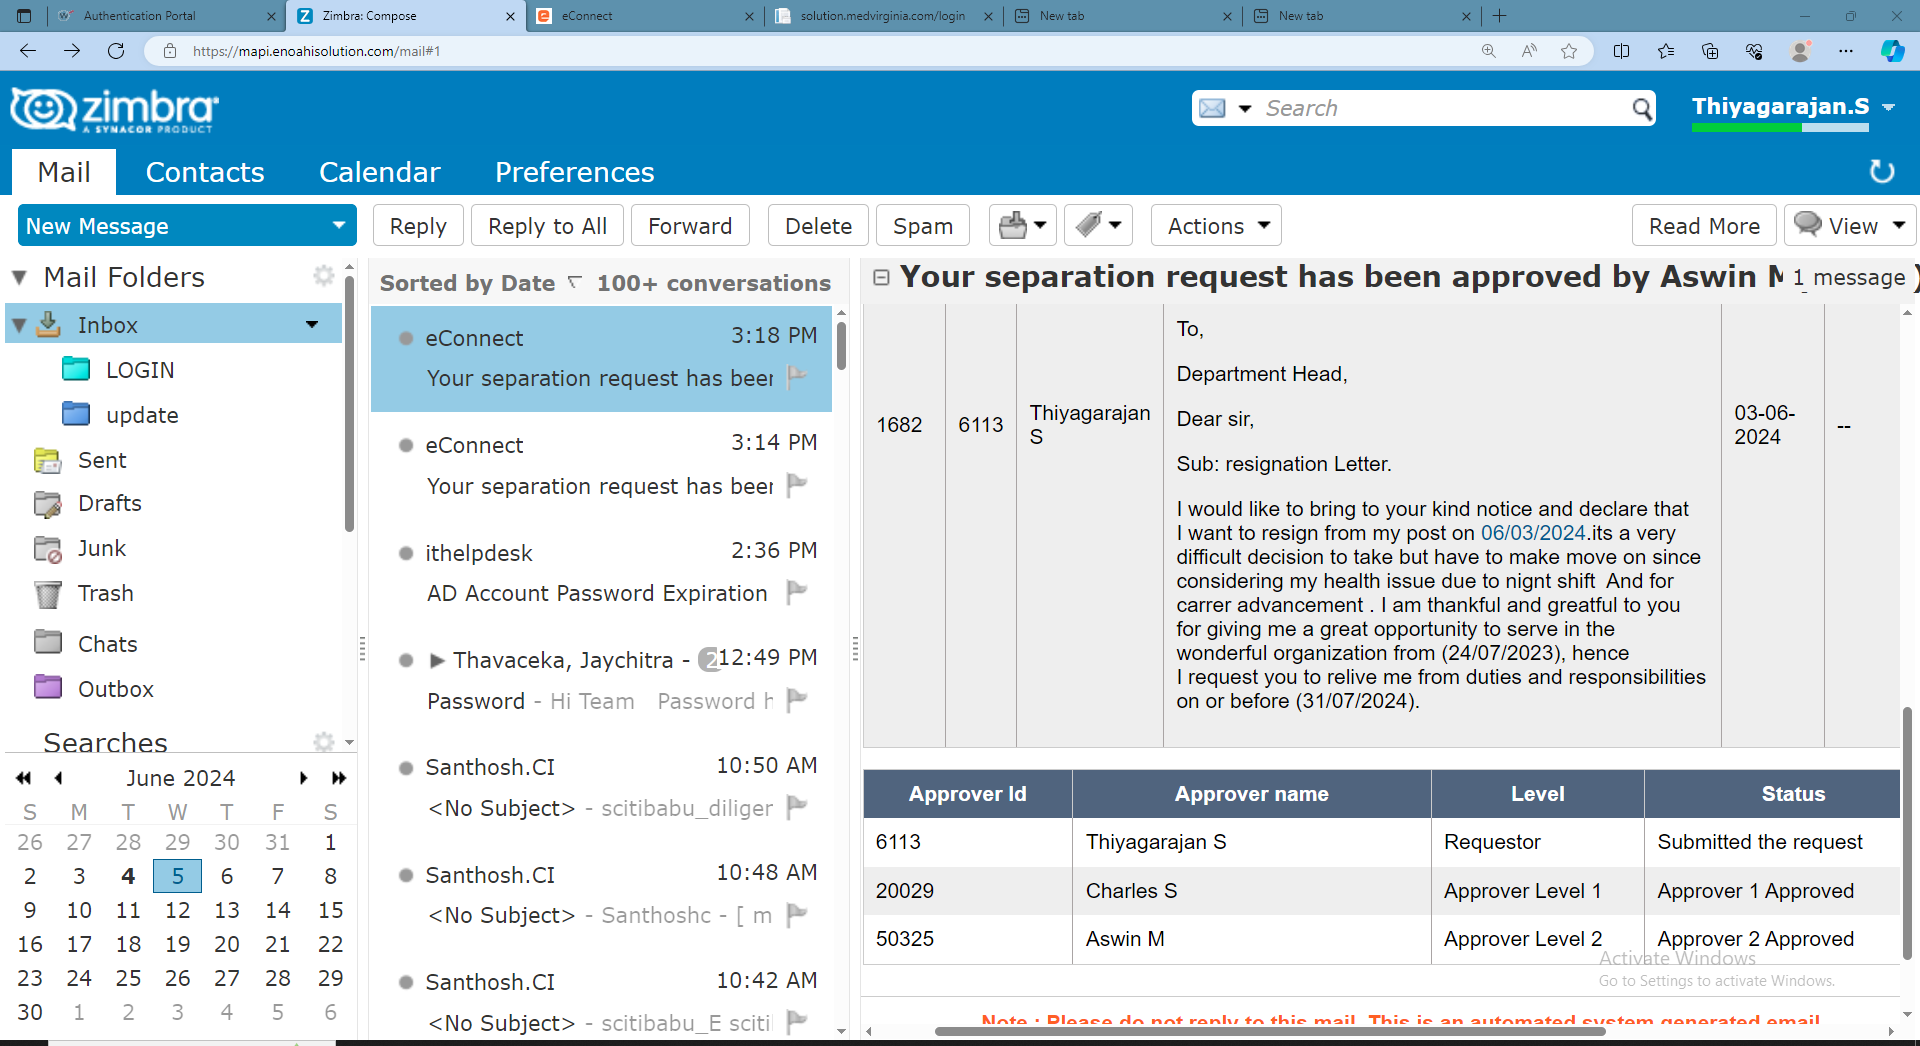 Authentication Portal
Zimbra: Compose
eConnect
solution.medvirginia.com/login
New tab
New tab
https://mapi.enoahisolution.com/mail#1
zimbra
A SYNACOR PRODUCT
Search
Thiyagarajan.S
Mail
Contacts
Calendar
Preferences
New Message
Reply
Reply to All
Forward
Delete
Spam
Actions
Read More
View
Mail Folders
Inbox
LOGIN
update
Sent
Drafts
Junk
Trash
Chats
Outbox
Searches
June 2024
S M T W T F S
26 27 28 29 30 31 1
2 3 4 5 6 7 8
9 10 11 12 13 14 15
16 17 18 19 20 21 22
23 24 25 26 27 28 29
30 1 2 3 4 5 6
Sorted by Date 100+ conversations
eConnect 3:18 PM
Your separation request has beer
eConnect 3:14 PM
Your separation request has beer
ithelpdesk 2:36 PM
AD Account Password Expiration
Thavaceka, Jaychitra - 2 12:49 PM
Password - Hi Team Password h
Santhosh.CI 10:50 AM
<No Subject> - scitibabu_diliger
Santhosh.CI 10:48 AM
<No Subject> - Santhoshc - [ m
Santhosh.CI 10:42 AM
<No Subject> - scitibabu_E sciti
Your separation request has been approved by Aswin M 1 message
1682
6113
Thiyagarajan
S
To,
Department Head,
Dear sir,
Sub: resignation Letter.
I would like to bring to your kind notice and declare that
I want to resign from my post on 06/03/2024.its a very
difficult decision to take but have to make move on since
considering my health issue due to nignt shift And for
carrer advancement . I am thankful and greatful to you
for giving me a great opportunity to serve in the
wonderful organization from (24/07/2023), hence
I request you to relive me from duties and responsibilities
on or before (31/07/2024).
03-06-
2024
--
Approver Id Approver name Level Status
6113 Thiyagarajan S Requestor Submitted the request
20029 Charles S Approver Level 1 Approver 1 Approved
50325 Aswin M Approver Level 2 Approver 2 Approved
Activate Windows
Go to Settings to activate Windows.
Note : Please do not reply to this mail. This is an automated system generated email